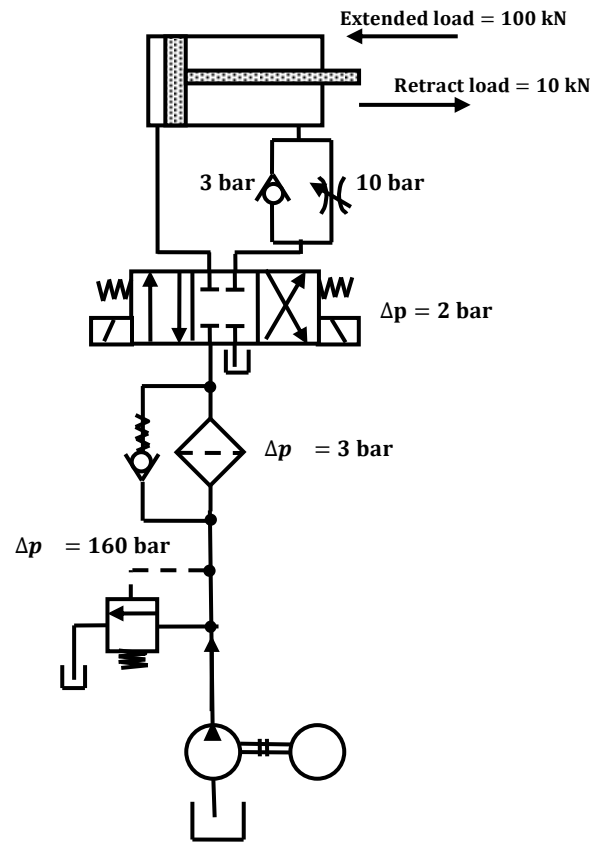 Extended load = 100 kN
Retract load = 10 kN
3 bar
10 bar
Δp = 2 bar
Δp = 3 bar
Δp = 160 bar